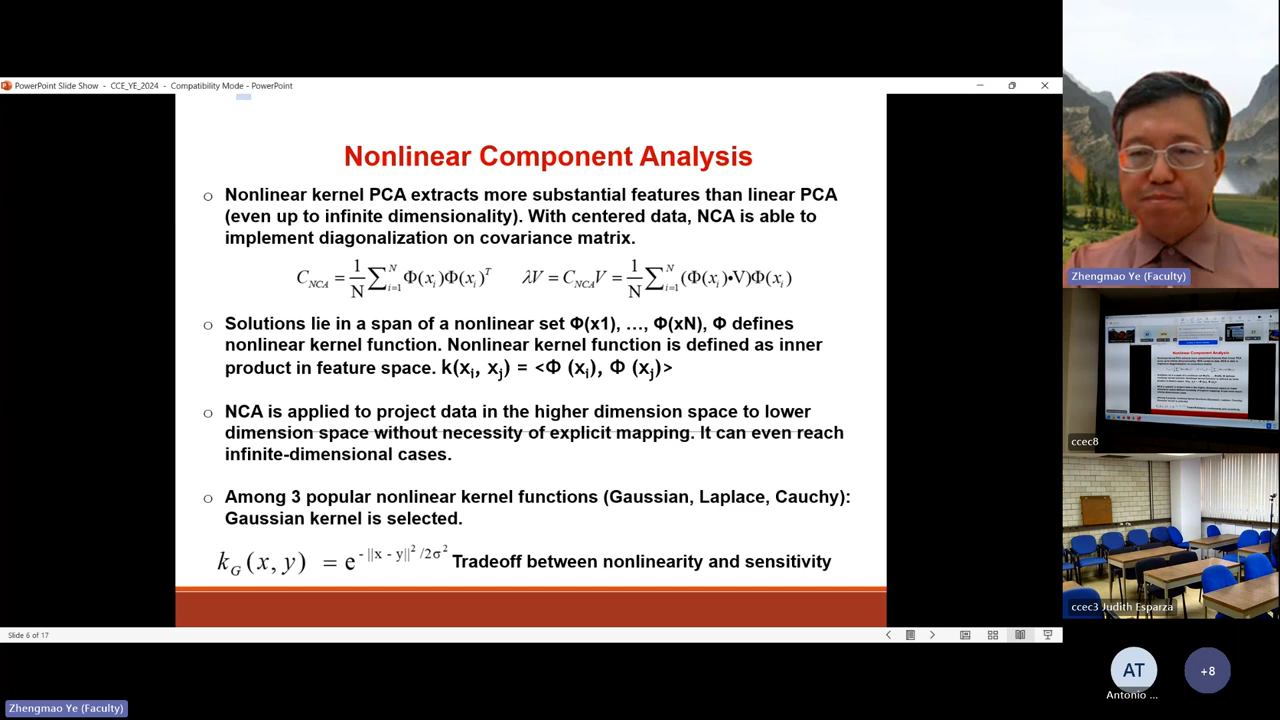 PowerPoint Slide Show - CCE_YE_2024 - Compatibility Mode - PowerPoint
Nonlinear Component Analysis
○ Nonlinear kernel PCA extracts more substantial features than linear PCA
(even up to infinite dimensionality). With centered data, NCA is able to
implement diagonalization on covariance matrix.
C_NCA = 1/N ∑_{i=1}^{N} Φ(x_i)Φ(x_i)^T λV = C_NCA V = 1/N ∑_{i=1}^{N} (Φ(x_i)•V)Φ(x_i)
○ Solutions lie in a span of a nonlinear set Φ(x1), …, Φ(xN), Φ defines
nonlinear kernel function. Nonlinear kernel function is defined as inner
product in feature space. k(x_i, x_j) = <Φ (x_i), Φ (x_j)>
○ NCA is applied to project data in the higher dimension space to lower
dimension space without necessity of explicit mapping. It can even reach
infinite-dimensional cases.
○ Among 3 popular nonlinear kernel functions (Gaussian, Laplace, Cauchy):
Gaussian kernel is selected.
k_G (x, y) = e^{- ||x - y||^2 /2σ^2} Tradeoff between nonlinearity and sensitivity
Slide 6 of 17
Zhengmao Ye (Faculty)
Zhengmao Ye (Faculty)
Nonlinear Component Analysis
ccec8
ccec3 Judith Esparza
AT
Antonio ...
+8